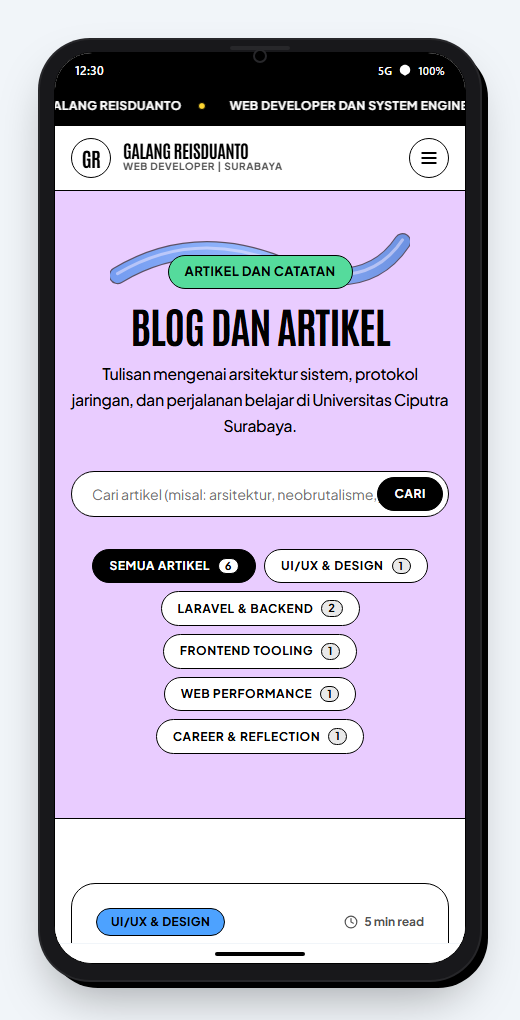 12:30 5G 100%
ALANG REISDUANTO WEB DEVELOPER DAN SYSTEM ENGINE
GR
GALANG REISDUANTO
WEB DEVELOPER | SURABAYA
ARTIKEL DAN CATATAN
BLOG DAN ARTIKEL
Tulisan mengenai arsitektur sistem, protokol
jaringan, dan perjalanan belajar di Universitas Ciputra
Surabaya.
Cari artikel (misal: arsitektur, neobrutalisme, CARI
SEMUA ARTIKEL 6 UI/UX & DESIGN 1
LARAVEL & BACKEND 2
FRONTEND TOOLING 1
WEB PERFORMANCE 1
CAREER & REFLECTION 1
UI/UX & DESIGN 5 min read